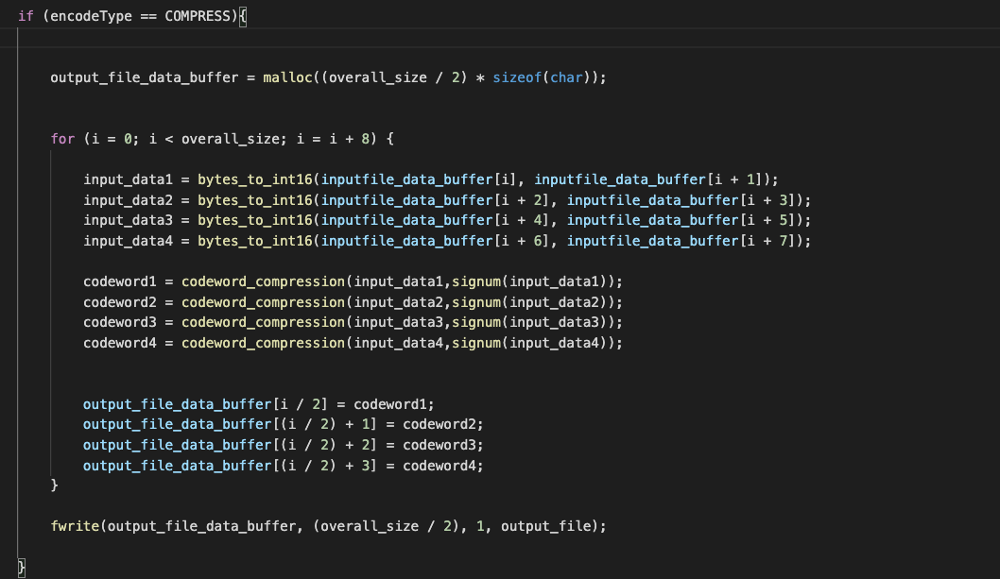 if (encodeType == COMPRESS){
output_file_data_buffer = malloc((overall_size / 2) * sizeof(char));
for (i = 0; i < overall_size; i = i + 8) {
input_data1 = bytes_to_int16(inputfile_data_buffer[i], inputfile_data_buffer[i + 1]);
input_data2 = bytes_to_int16(inputfile_data_buffer[i + 2], inputfile_data_buffer[i + 3]);
input_data3 = bytes_to_int16(inputfile_data_buffer[i + 4], inputfile_data_buffer[i + 5]);
input_data4 = bytes_to_int16(inputfile_data_buffer[i + 6], inputfile_data_buffer[i + 7]);
codeword1 = codeword_compression(input_data1,signum(input_data1));
codeword2 = codeword_compression(input_data2,signum(input_data2));
codeword3 = codeword_compression(input_data3,signum(input_data3));
codeword4 = codeword_compression(input_data4,signum(input_data4));
output_file_data_buffer[i / 2] = codeword1;
output_file_data_buffer[(i / 2) + 1] = codeword2;
output_file_data_buffer[(i / 2) + 2] = codeword3;
output_file_data_buffer[(i / 2) + 3] = codeword4;
}
fwrite(output_file_data_buffer, (overall_size / 2), 1, output_file);
}